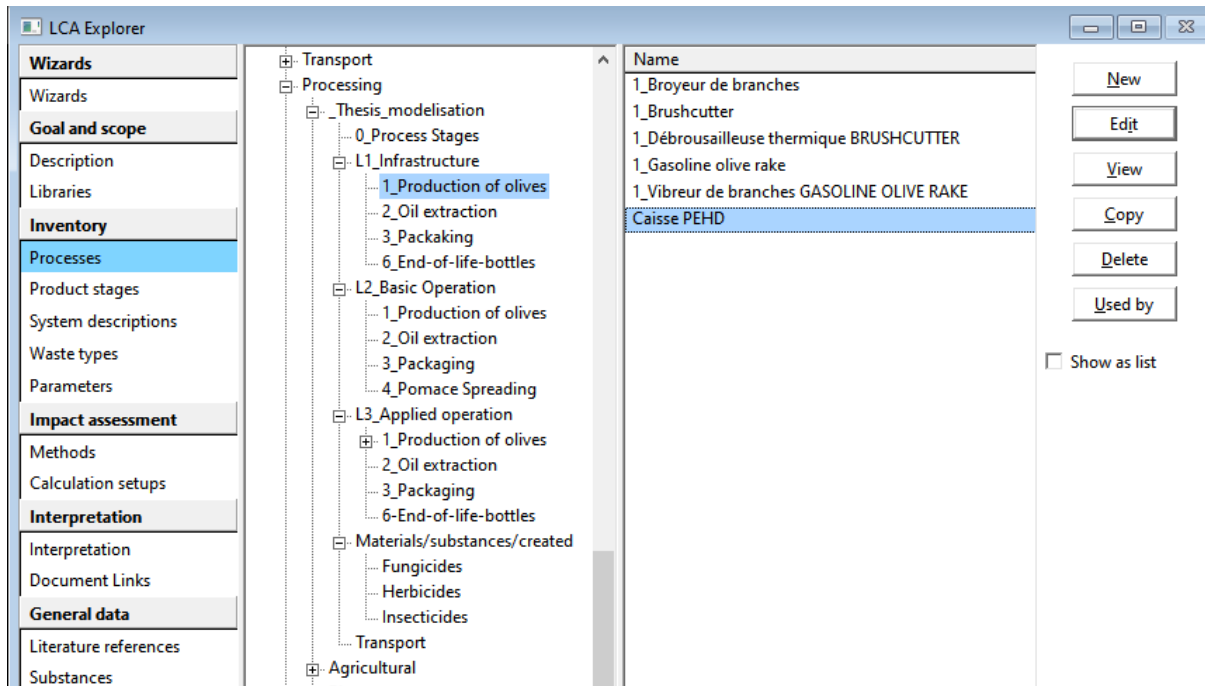 LCA Explorer
Wizards
Wizards
Goal and scope
Description
Libraries
Inventory
Processes
Product stages
System descriptions
Waste types
Parameters
Impact assessment
Methods
Calculation setups
Interpretation
Interpretation
Document Links
General data
Literature references
Substances
Transport
Processing
_Thesis_modelisation
0_Process Stages
L1_Infrastructure
1_Production of olives
2_Oil extraction
3_Packaking
6_End-of-life-bottles
L2_Basic Operation
1_Production of olives
2_Oil extraction
3_Packaging
4_Pomace Spreading
L3_Applied operation
1_Production of olives
2_Oil extraction
3_Packaging
6-End-of-life-bottles
Materials/substances/created
Fungicides
Herbicides
Insecticides
Transport
Agricultural
Name
1_Broyeur de branches
1_Brushcutter
1_Débrousailleuse thermique BRUSHCUTTER
1_Gasoline olive rake
1_Vibreur de branches GASOLINE OLIVE RAKE
Caisse PEHD
New
Edit
View
Copy
Delete
Used by
Show as list